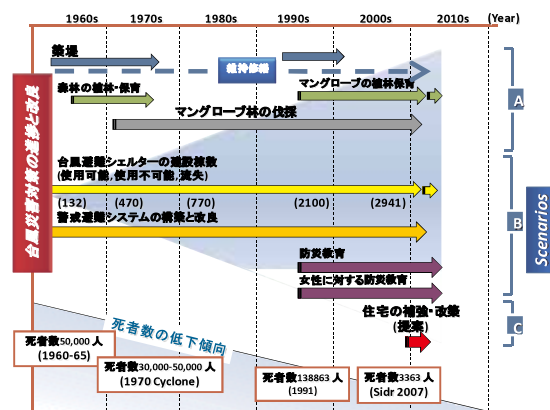 1960s 1970s 1980s 1990s 2000s 2010s (Year)
築堤
維持修繕
森林の植林・保育
マングローブの植林保育
マングローブ林の伐採
A
台風災害対策の進捗と改良
台風避難シェルターの建設棟数
(使用可能,使用不可能,流失)
(132) (470) (770) (2100) (2941)
警戒避難システムの構築と改良
B
Scenarios
防災教育
女性に対する防災教育
住宅の補強・改築
(提案)
C
死者数の低下傾向
死者数50,000 人
(1960-65)
死者数30,000-50,000 人
(1970 Cyclone)
死者数138863 人
(1991)
死者数3363 人
(Sidr 2007)